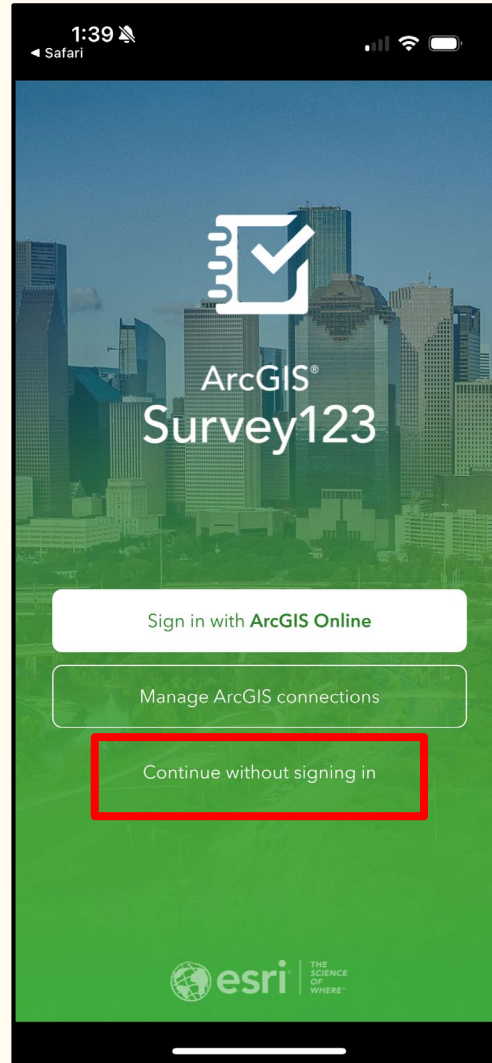 1:39
◄ Safari
ArcGIS®
Survey123
Sign in with ArcGIS Online
Manage ArcGIS connections
Continue without signing in
esri
THE
SCIENCE
OF
WHERE®